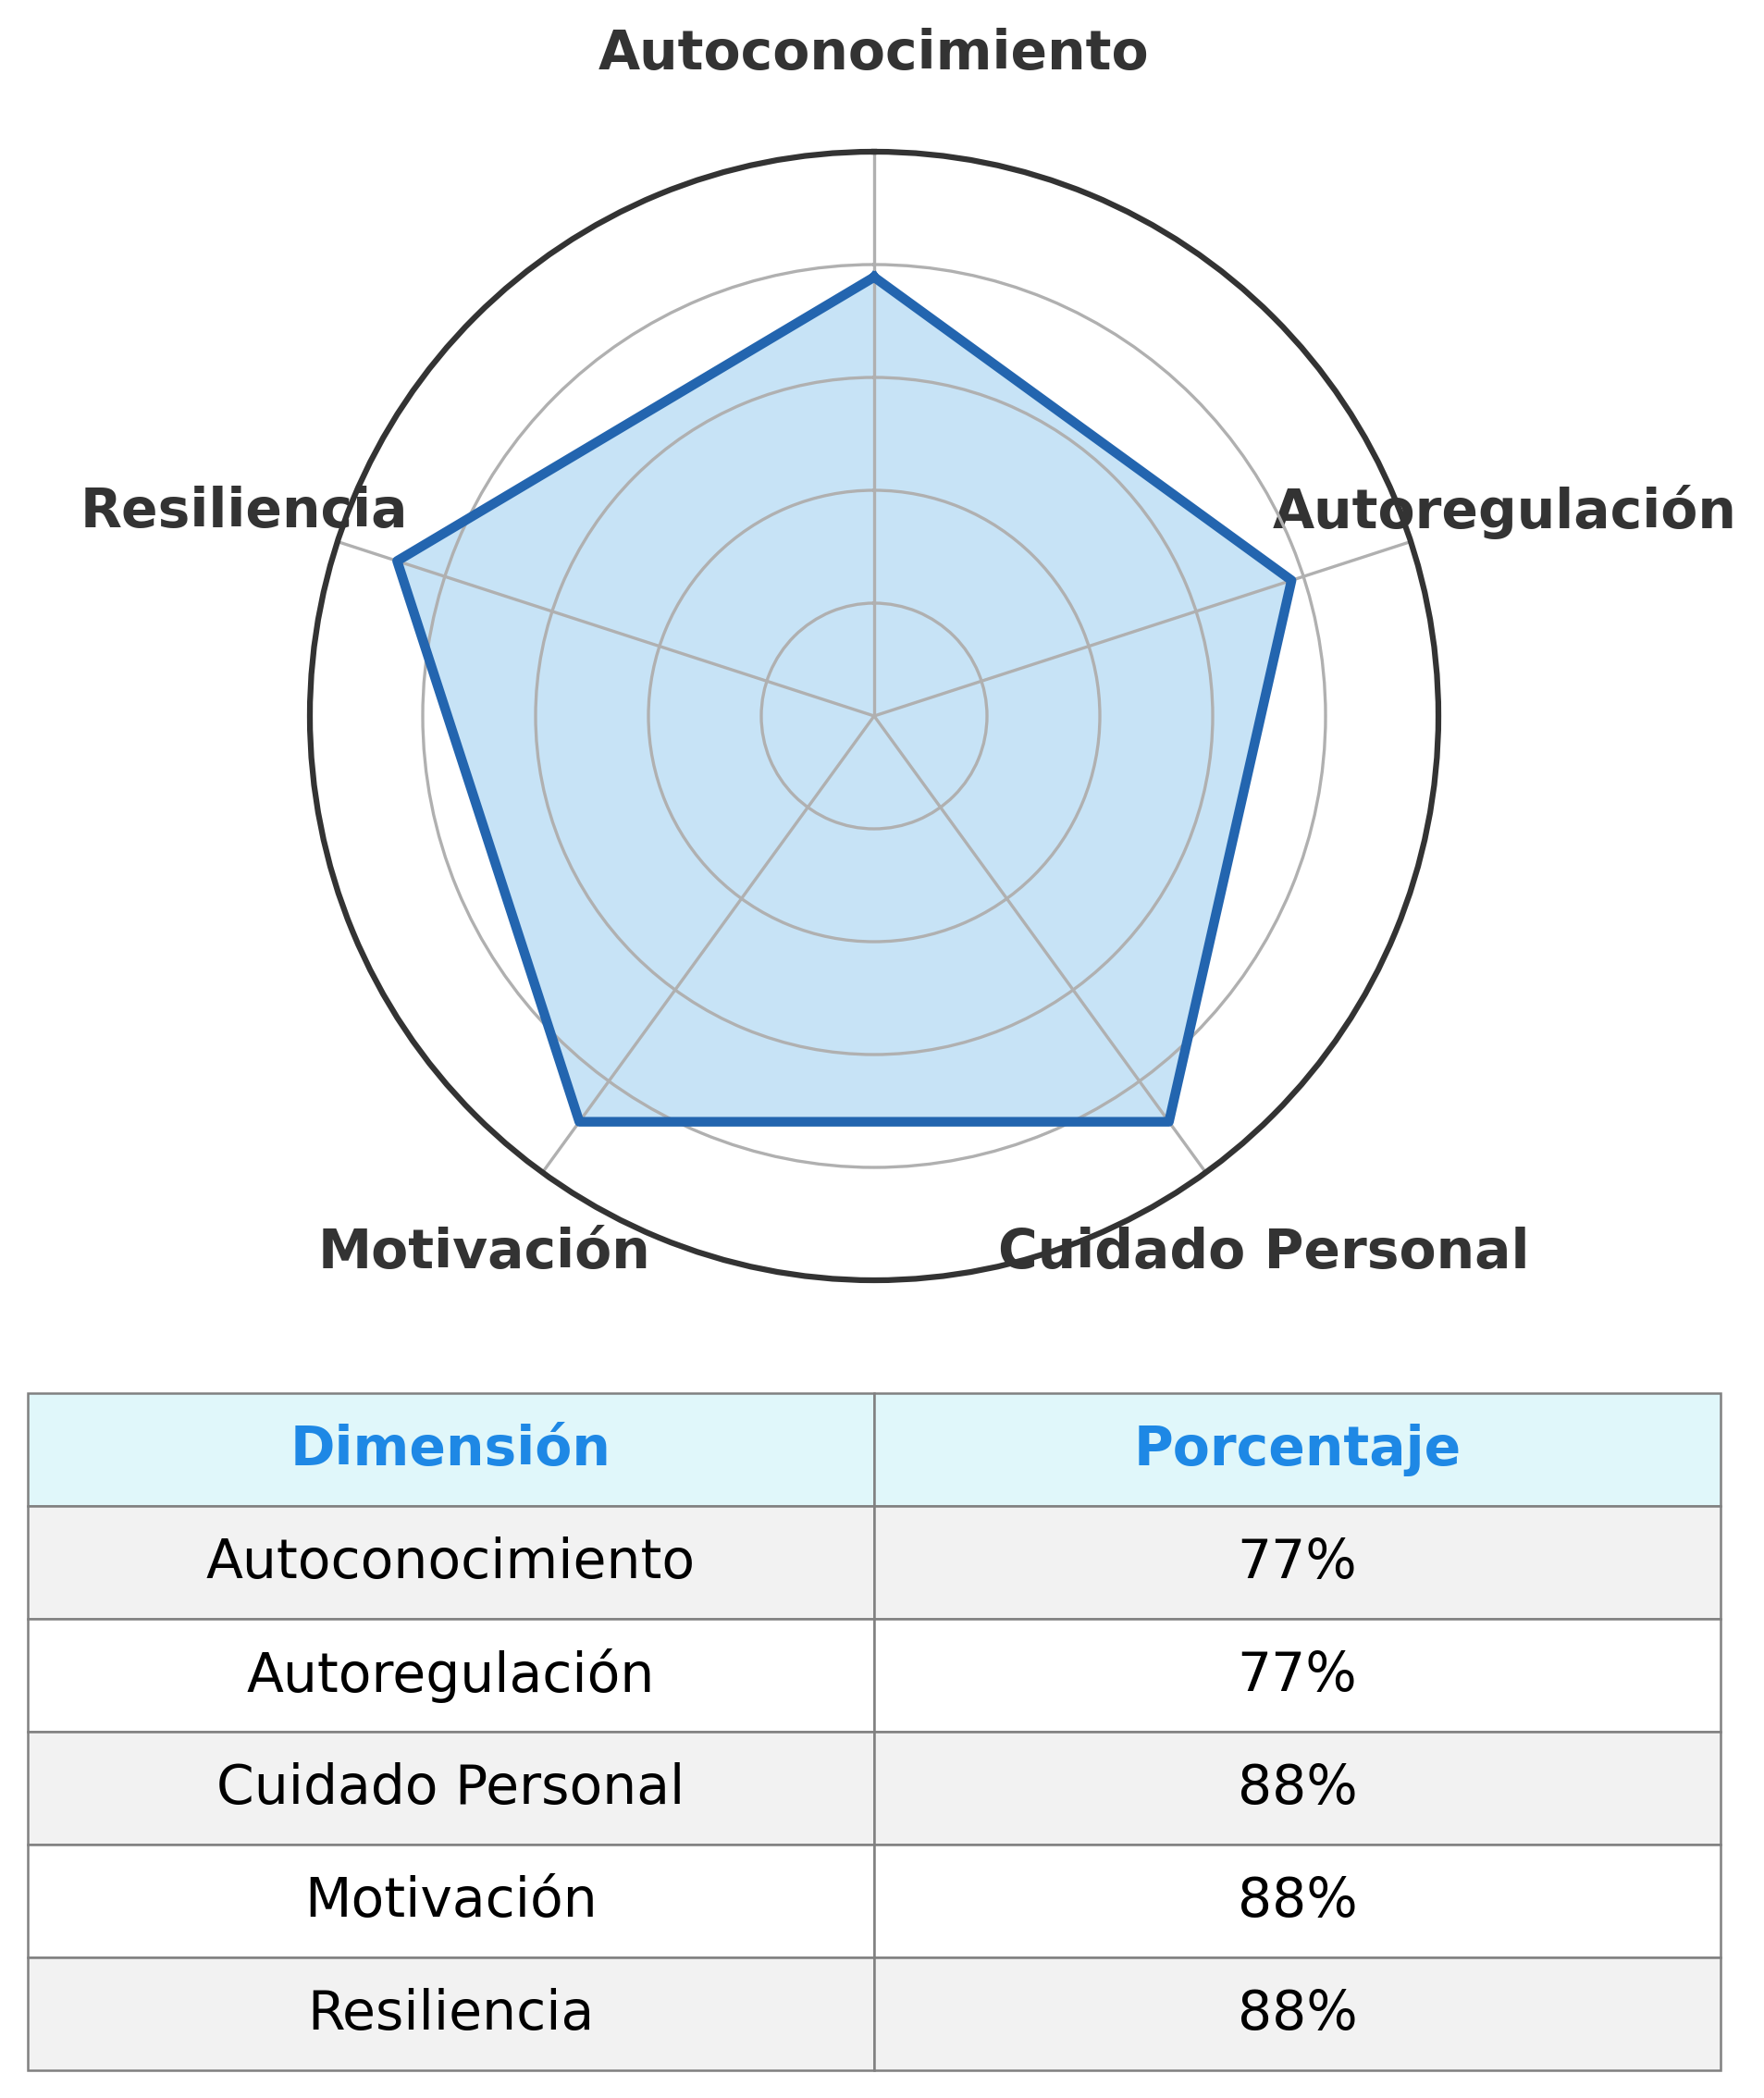 Autoconocimiento
Resiliencia
Autoregulación
Motivación
Cuidado Personal
Dimensión Porcentaje
Autoconocimiento 77%
Autoregulación 77%
Cuidado Personal 88%
Motivación 88%
Resiliencia 88%